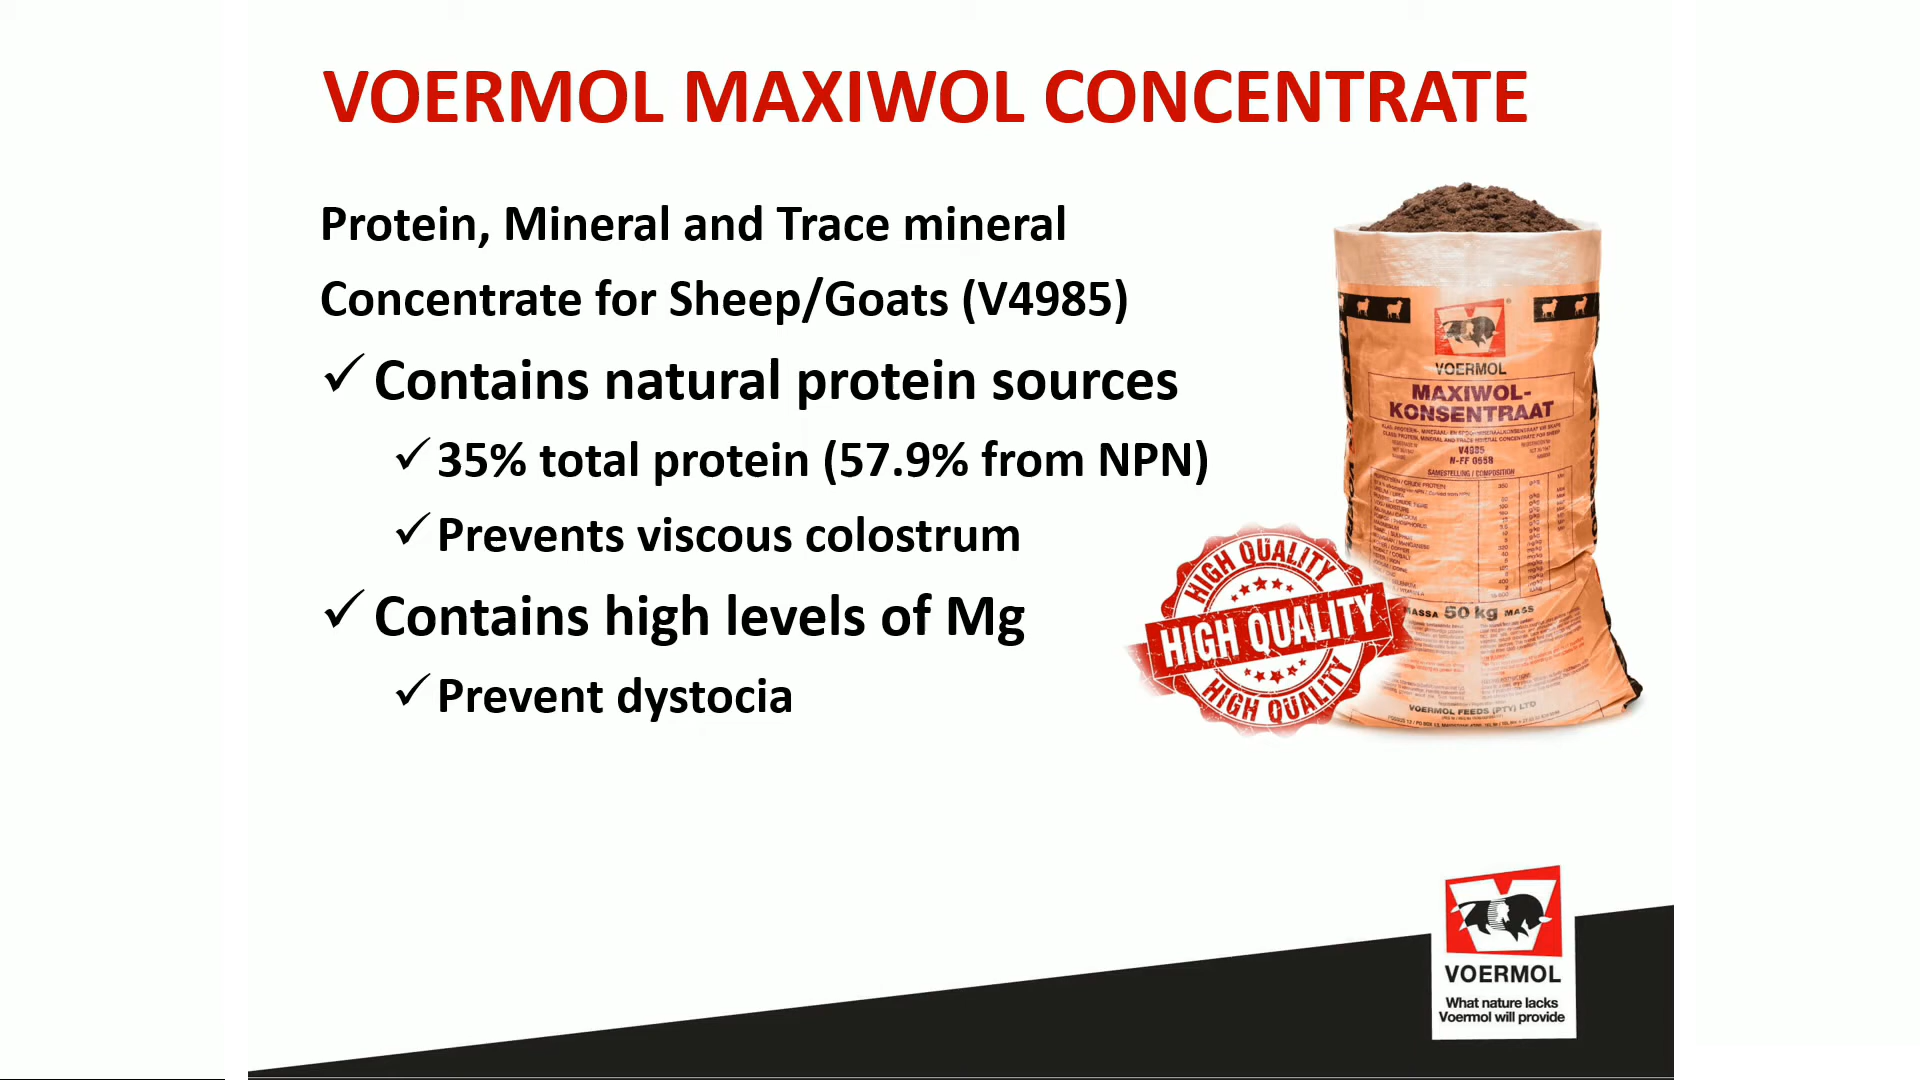 VOERMOL MAXIWOL CONCENTRATE
Protein, Mineral and Trace mineral
Concentrate for Sheep/Goats (V4985)
✓ Contains natural protein sources
✓ 35% total protein (57.9% from NPN)
✓ Prevents viscous colostrum
✓ Contains high levels of Mg
✓ Prevent dystocia
VOERMOL
MAXIWOL-
KONSENTRAAT
V4985
N-FF 0658
SAMESTELLING / COMPOSITION
MASSA 50 kg MASS
VOERMOL FEEDS (PTY) LTD
HIGH QUALITY
HIGH QUALITY
HIGH QUALITY
VOERMOL
What nature lacks
Voermol will provide